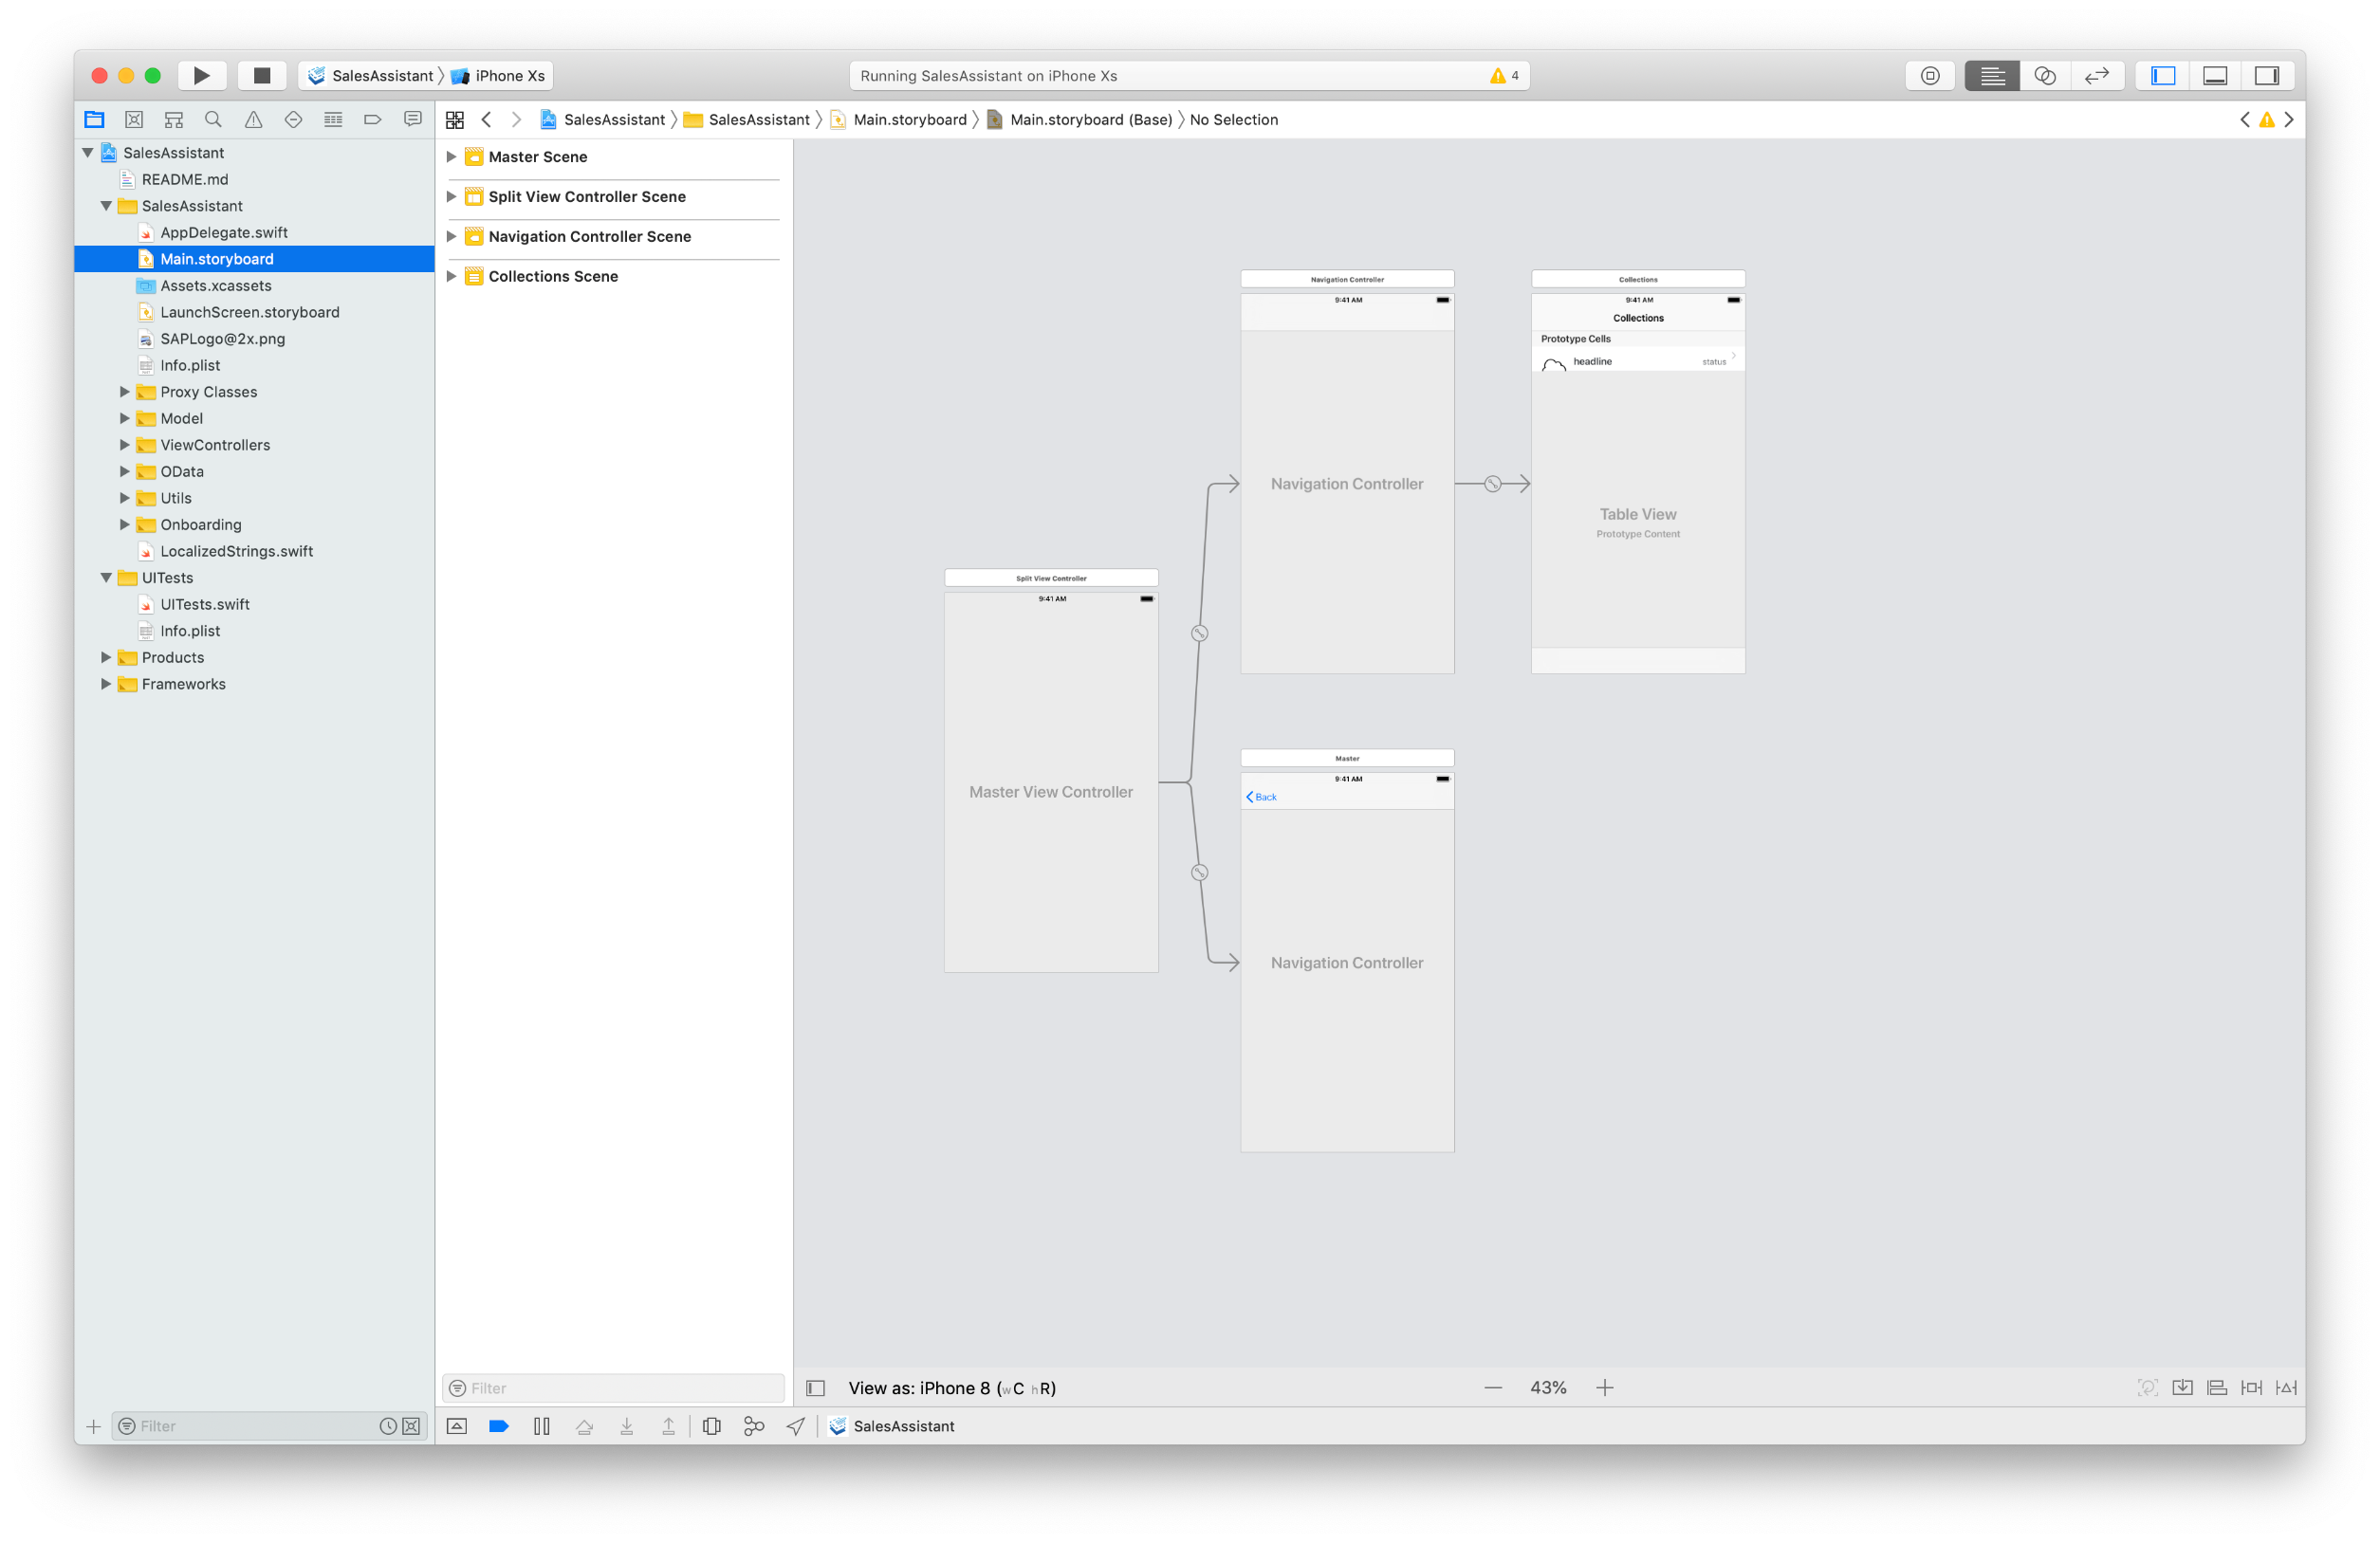 SalesAssistant 〉 iPhone Xs
Running SalesAssistant on iPhone Xs
4
SalesAssistant 〉 SalesAssistant 〉 Main.storyboard 〉 Main.storyboard (Base) 〉 No Selection
SalesAssistant
README.md
SalesAssistant
AppDelegate.swift
Main.storyboard
Assets.xcassets
LaunchScreen.storyboard
SAPLogo@2x.png
Info.plist
Proxy Classes
Model
ViewControllers
OData
Utils
Onboarding
LocalizedStrings.swift
UITests
UITests.swift
Info.plist
Products
Frameworks
Filter
Master Scene
Split View Controller Scene
Navigation Controller Scene
Collections Scene
Filter
Navigation Controller
9:41 AM
Navigation Controller
Collections
9:41 AM
Collections
Prototype Cells
headline
status
Table View
Prototype Content
Split View Controller
9:41 AM
Master View Controller
Master
9:41 AM
Back
Navigation Controller
View as: iPhone 8 (wC hR)
43%
SalesAssistant